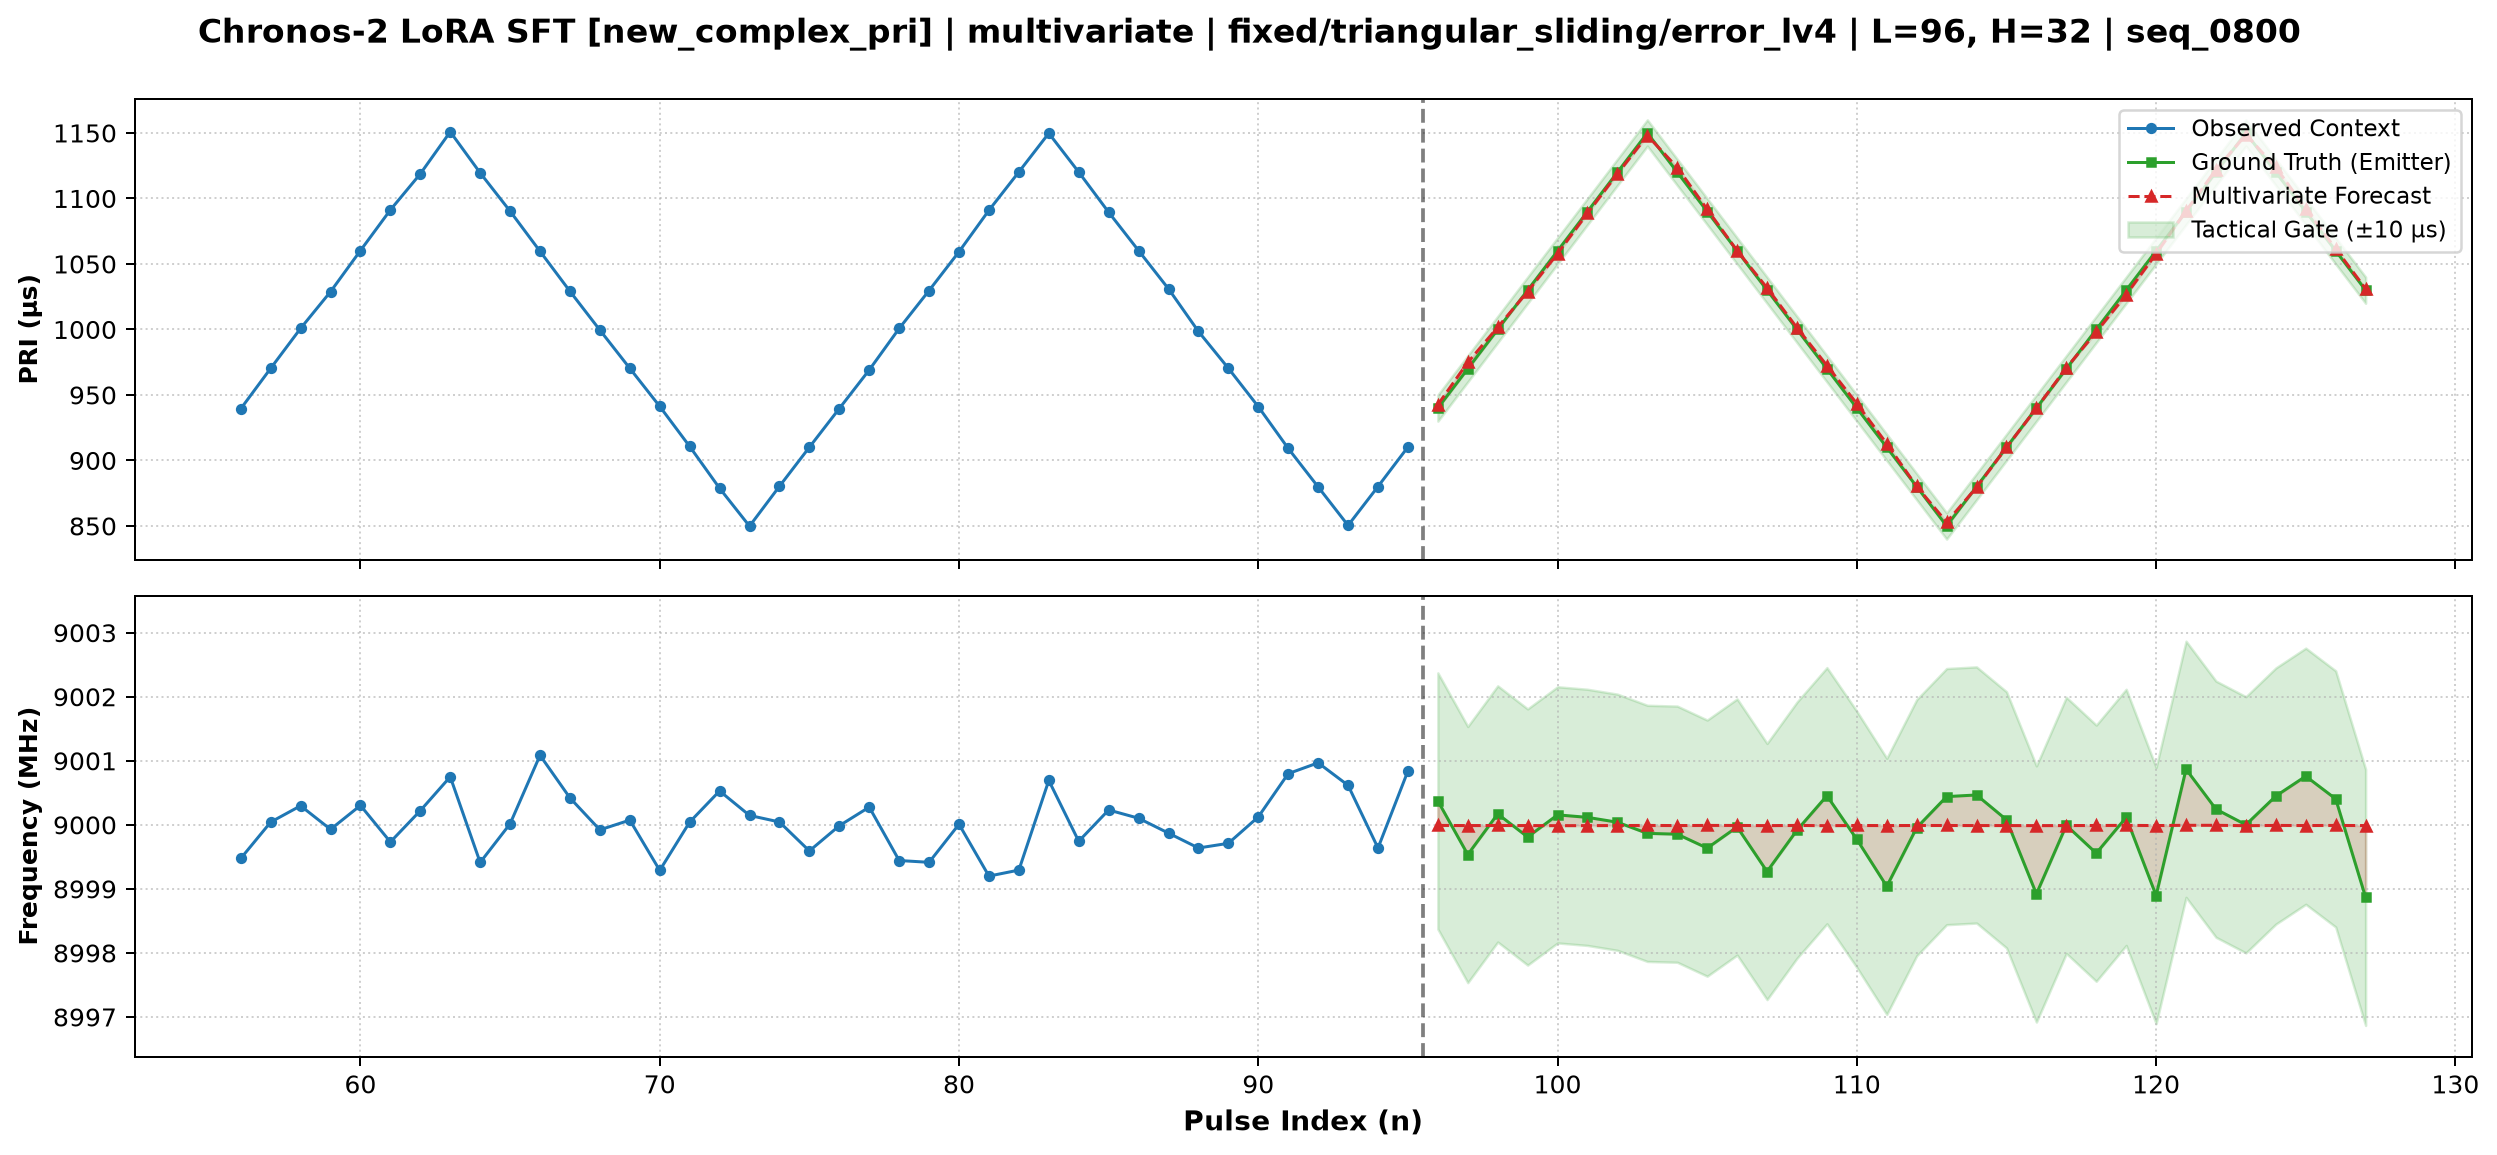 Chronos-2 LoRA SFT [new_complex_pri] | multivariate | fixed/triangular_sliding/error_lv4 | L=96, H=32 | seq_0800
PRI (µs)
1150
1100
1050
1000
950
900
850
Observed Context
Ground Truth (Emitter)
Multivariate Forecast
Tactical Gate (±10 µs)
Frequency (MHz)
9003
9002
9001
9000
8999
8998
8997
60 70 80 90 100 110 120 130
Pulse Index (n)